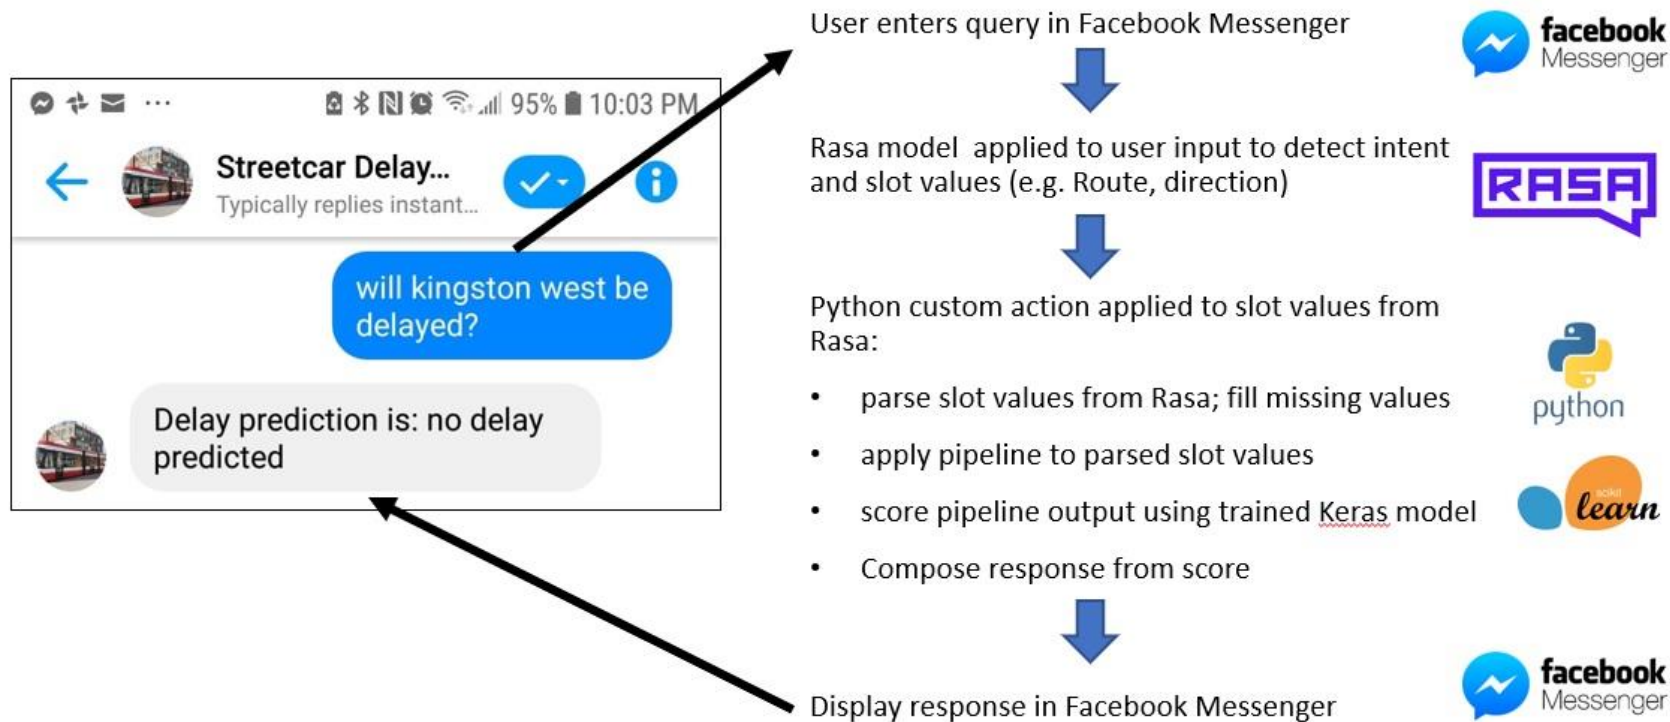 95% 10:03 PM
Streetcar Delay...
Typically replies instant...
will kingston west be
delayed?
Delay prediction is: no delay
predicted
User enters query in Facebook Messenger
facebook
Messenger
Rasa model applied to user input to detect intent
and slot values (e.g. Route, direction)
RASA
Python custom action applied to slot values from
Rasa:
• parse slot values from Rasa; fill missing values
• apply pipeline to parsed slot values
• score pipeline output using trained Keras model
• Compose response from score
python
scikit
learn
Display response in Facebook Messenger
facebook
Messenger